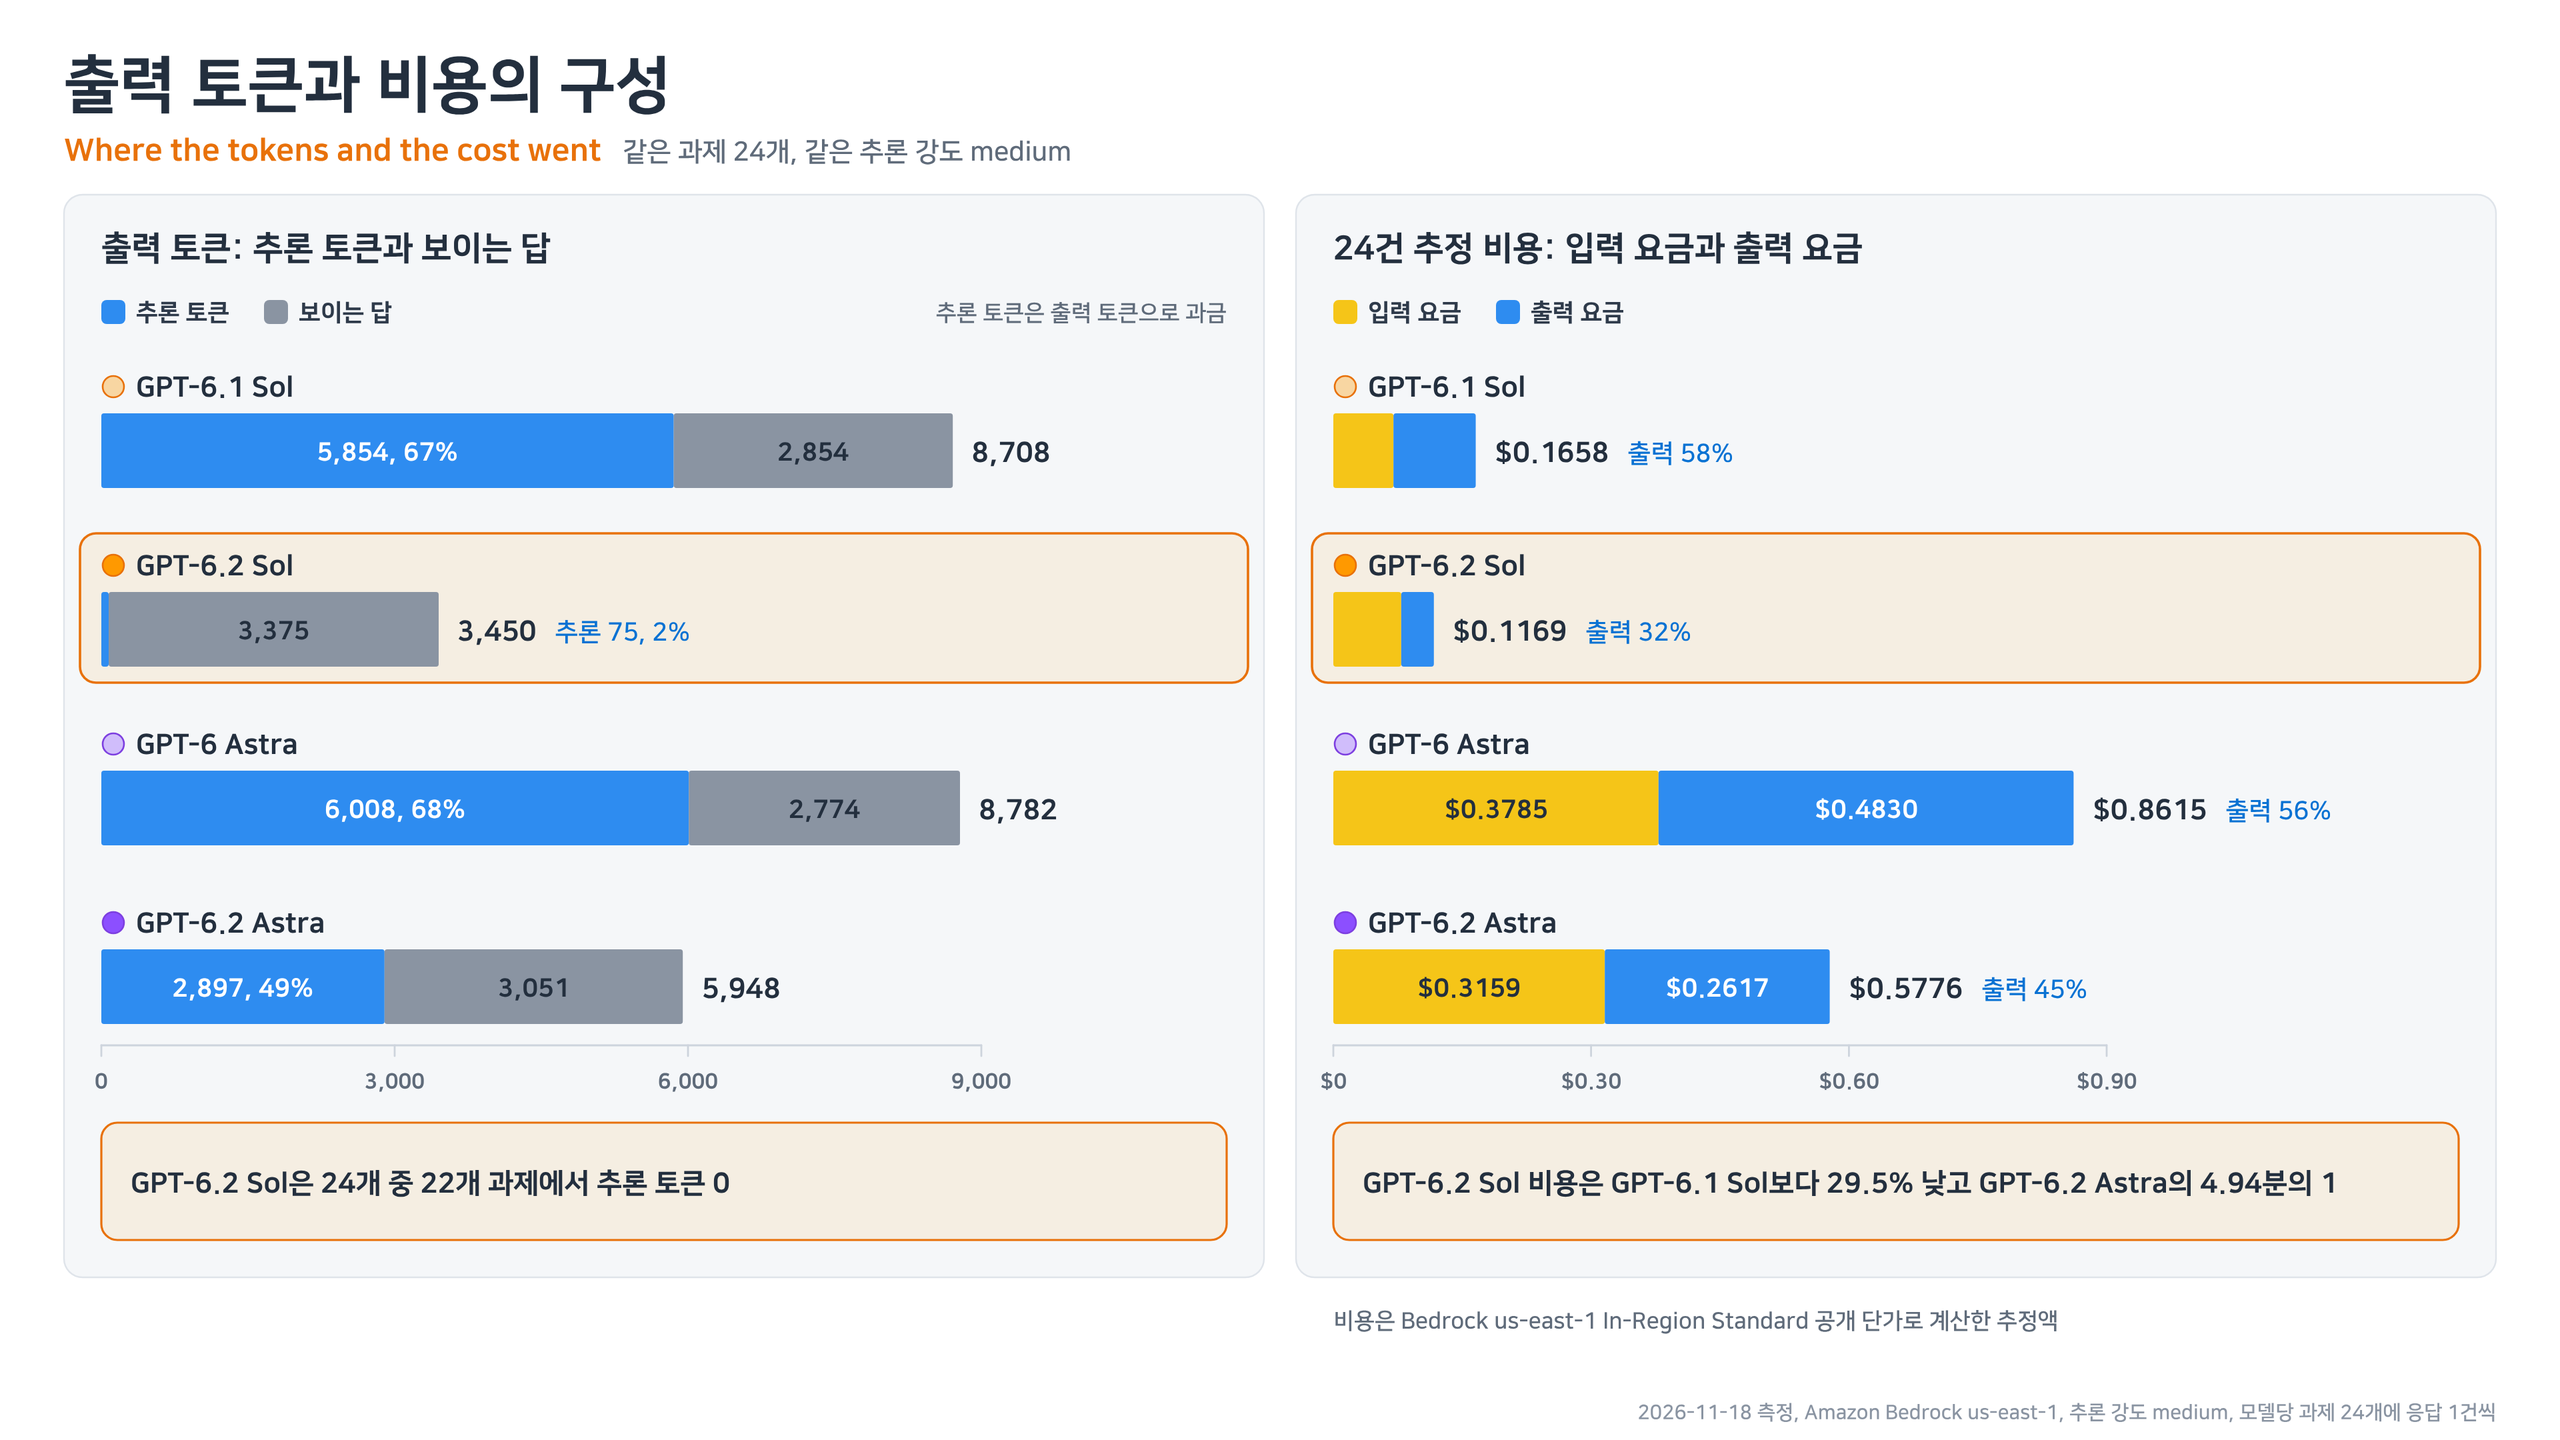 출력 토큰과 비용의 구성
Where the tokens and the cost went 같은 과제 24개, 같은 추론 강도 medium
출력 토큰: 추론 토큰과 보이는 답
추론 토큰 보이는 답 추론 토큰은 출력 토큰으로 과금
GPT-6.1 Sol
5,854, 67% 2,854 8,708
GPT-6.2 Sol
3,375 3,450 추론 75, 2%
GPT-6 Astra
6,008, 68% 2,774 8,782
GPT-6.2 Astra
2,897, 49% 3,051 5,948
0 3,000 6,000 9,000
GPT-6.2 Sol은 24개 중 22개 과제에서 추론 토큰 0
24건 추정 비용: 입력 요금과 출력 요금
입력 요금 출력 요금
GPT-6.1 Sol
$0.1658 출력 58%
GPT-6.2 Sol
$0.1169 출력 32%
GPT-6 Astra
$0.3785 $0.4830 $0.8615 출력 56%
GPT-6.2 Astra
$0.3159 $0.2617 $0.5776 출력 45%
$0 $0.30 $0.60 $0.90
GPT-6.2 Sol 비용은 GPT-6.1 Sol보다 29.5% 낮고 GPT-6.2 Astra의 4.94분의 1
비용은 Bedrock us-east-1 In-Region Standard 공개 단가로 계산한 추정액
2026-11-18 측정, Amazon Bedrock us-east-1, 추론 강도 medium, 모델당 과제 24개에 응답 1건씩